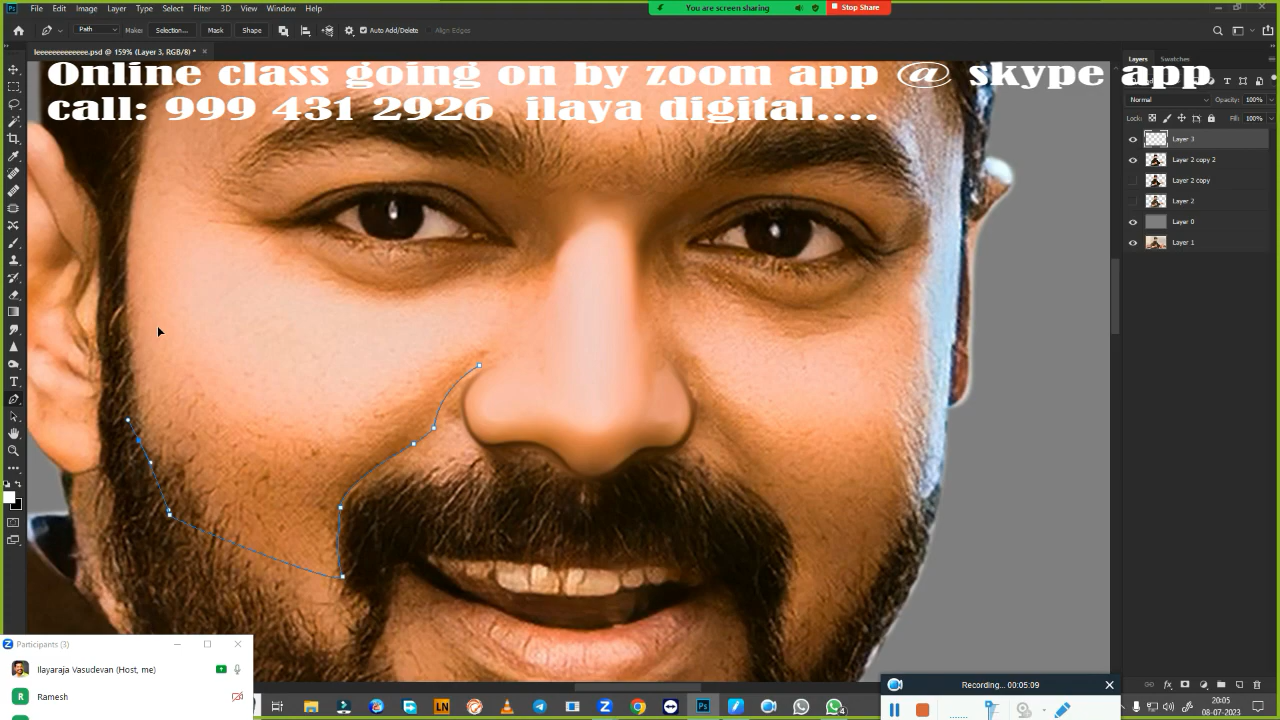 File Edit Image Layer Type Select Filter 3D View Window Help
You are screen sharing Stop Share
Path Make: Selection... Mask Shape Auto Add/Delete Align Edges
leeeeeeeeeeeee.psd @ 159% (Layer 3, RGB/8) *
Layers Swatches
Online class going on by zoom app @ skype app
call: 999 431 2926 ilaya digital....
Normal Opacity: 100%
Lock: Fill: 100%
Layer 3
Layer 2 copy 2
Layer 2 copy
Layer 2
Layer 0
Layer 1
Participants (3)
Ilayaraja Vasudevan (Host, me)
R Ramesh
Recording... 00:05:09
20:05
08-07-2023